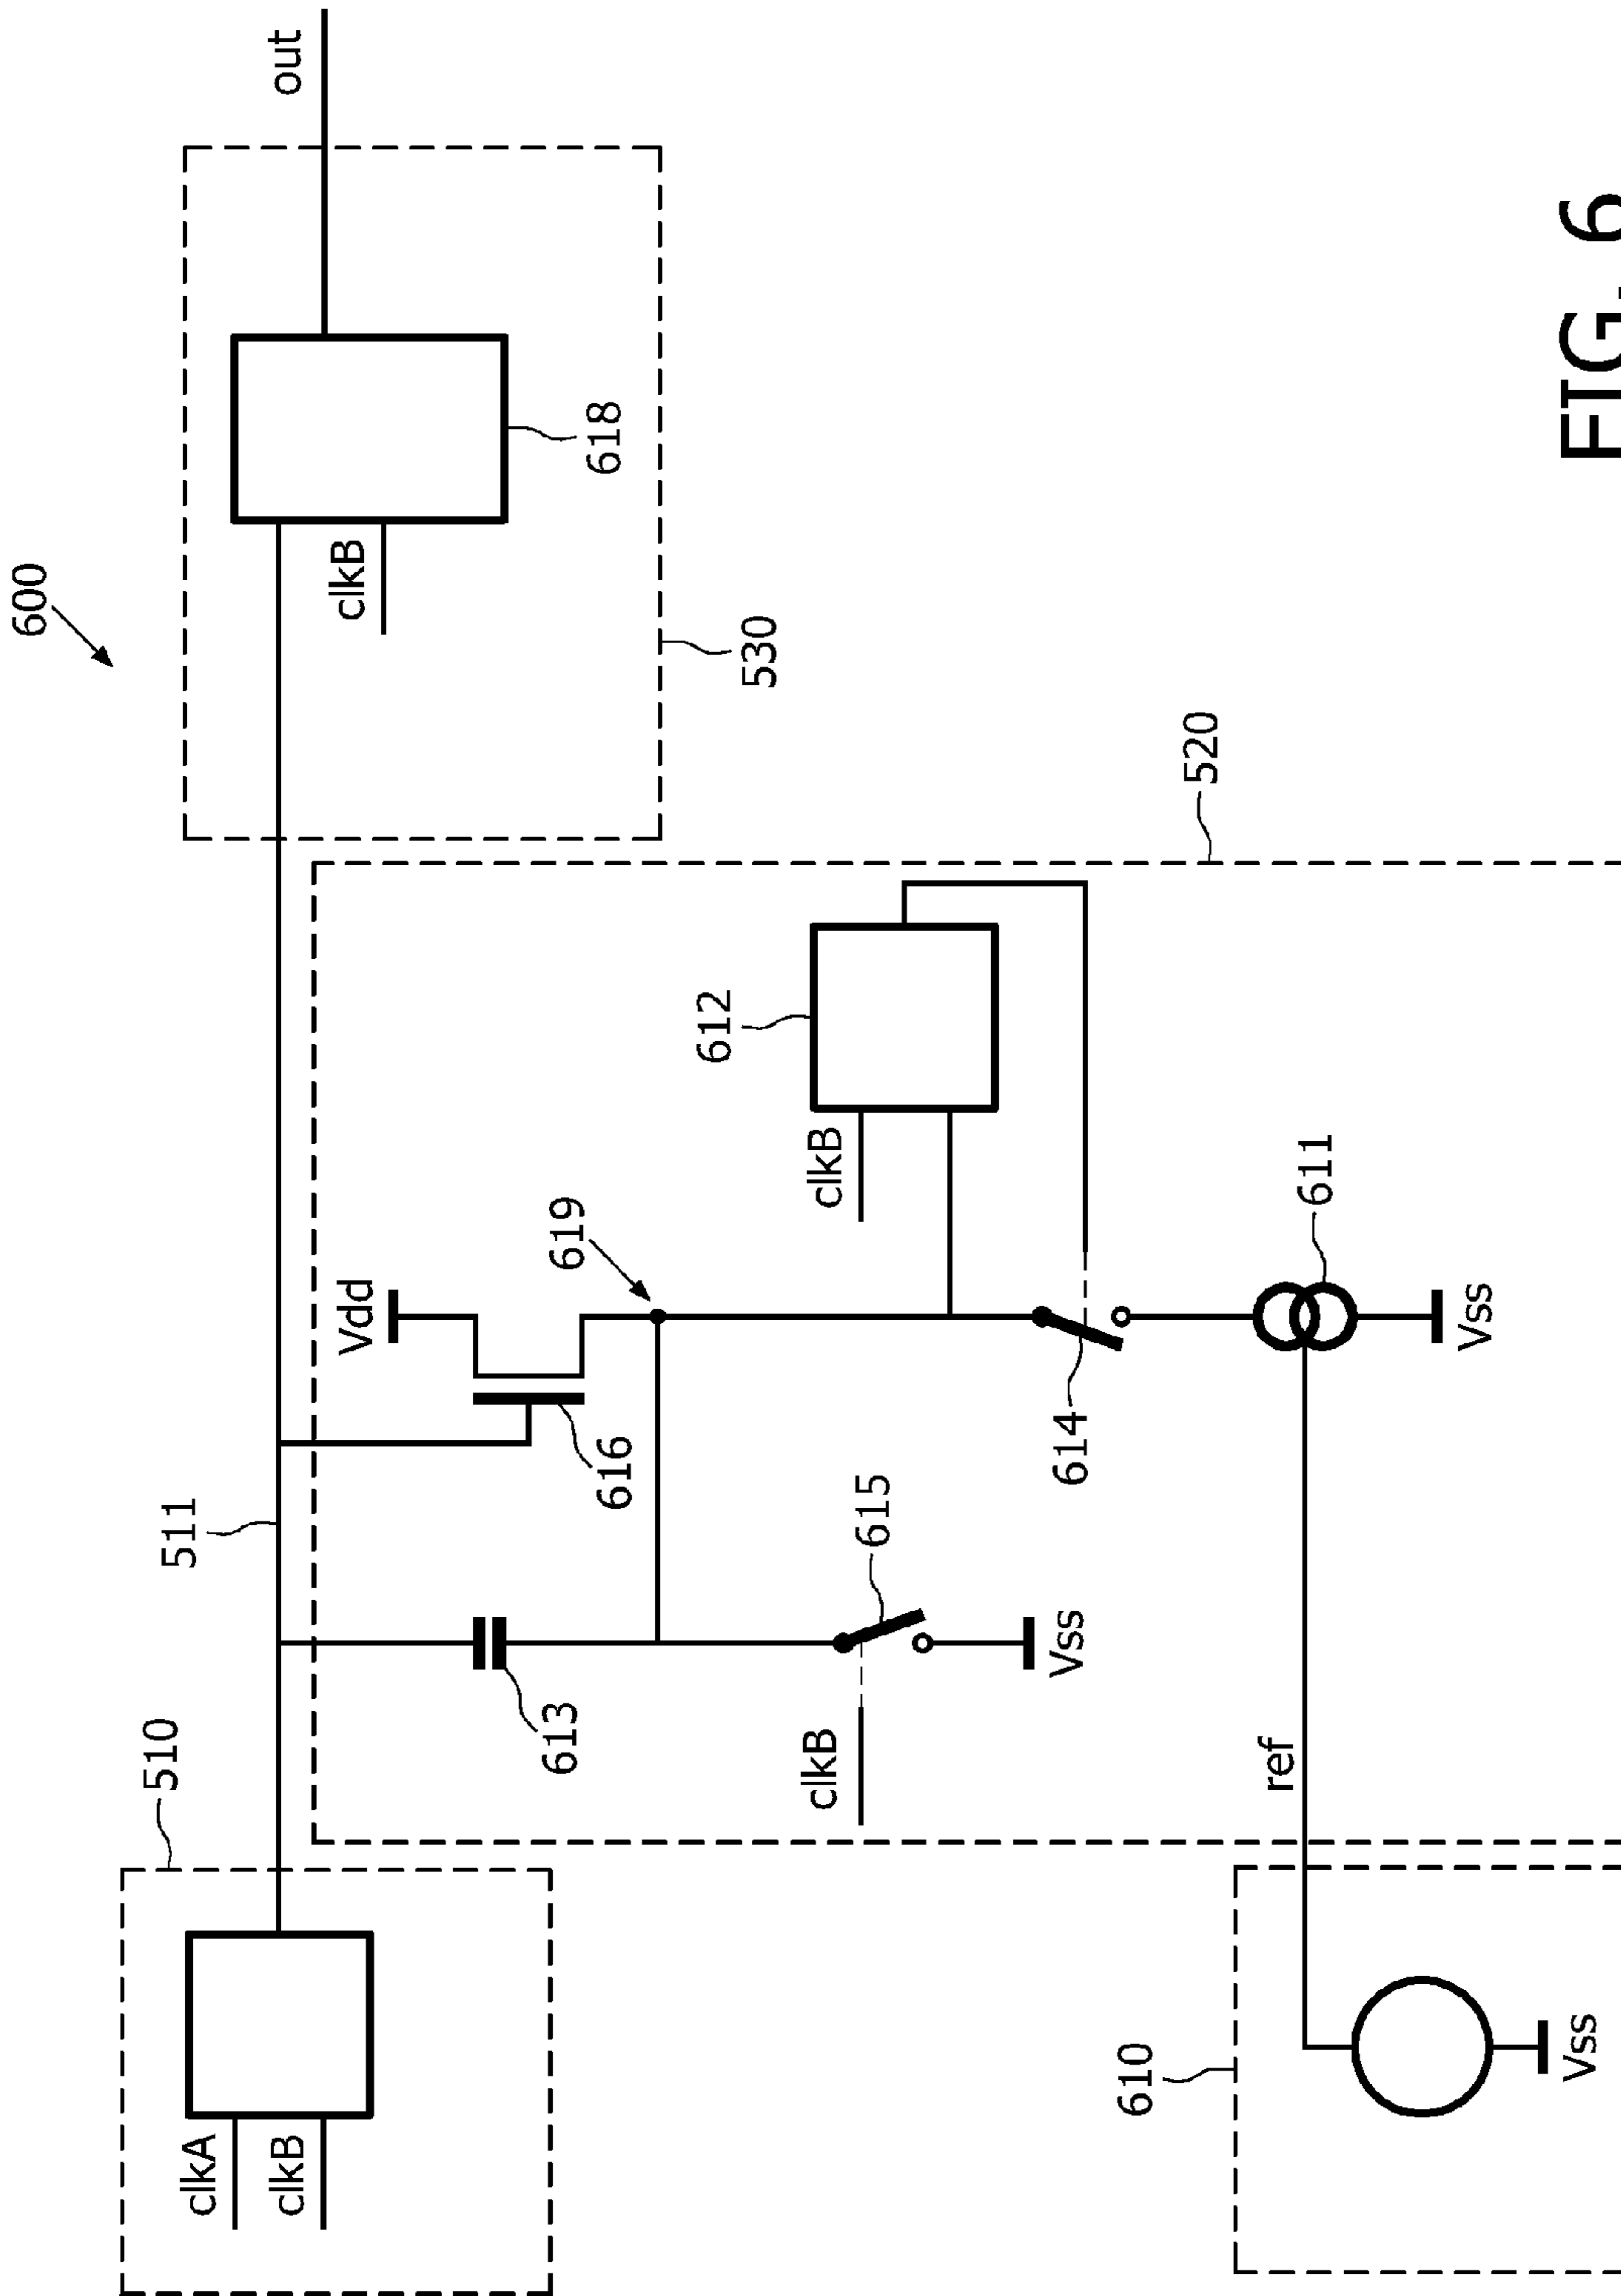 600
out
clkB
618
530
511
510
clkA
clkB
Vdd
619
612
clkB
520
616
613
615
clkB
Vss
614
611
Vss
ref
610
Vss
FIG. 6